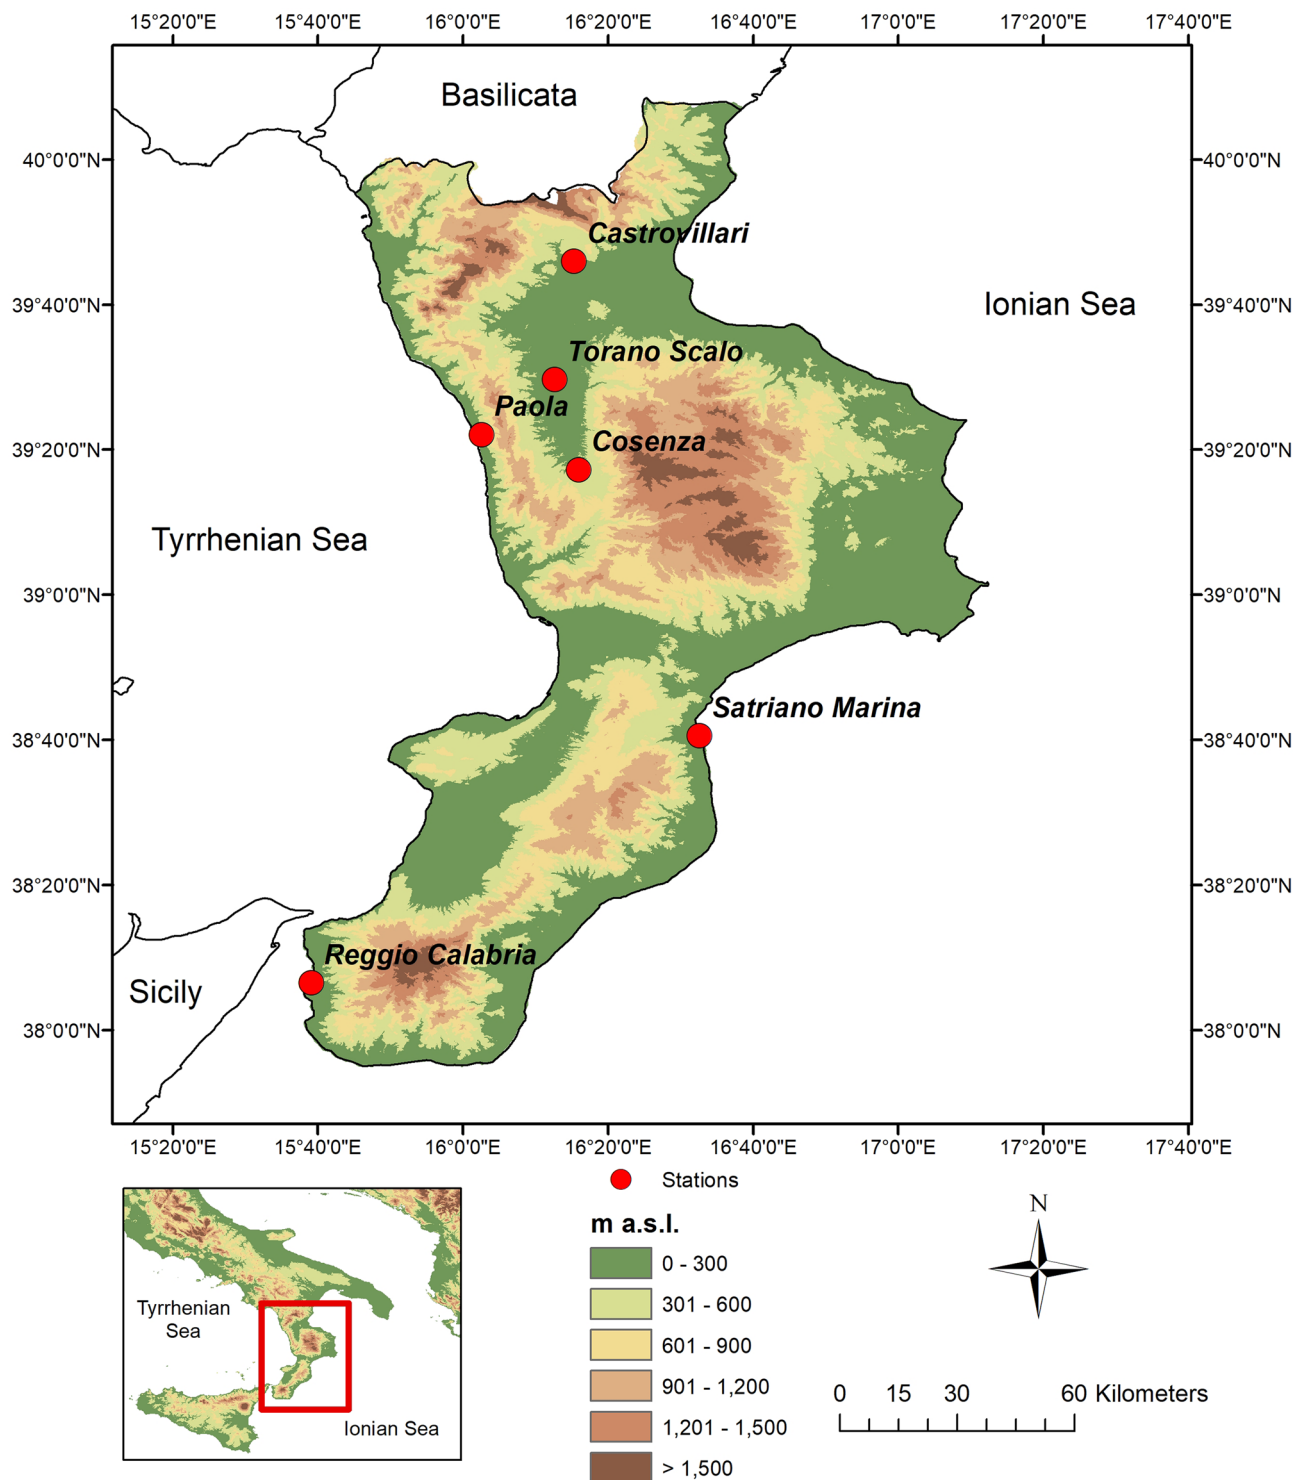 15°20'0"E 15°40'0"E 16°0'0"E 16°20'0"E 16°40'0"E 17°0'0"E 17°20'0"E 17°40'0"E
Basilicata
40°0'0"N 40°0'0"N
Castrovillari
39°40'0"N Ionian Sea 39°40'0"N
Torano Scalo
Paola
Cosenza
39°20'0"N 39°20'0"N
Tyrrhenian Sea
39°0'0"N 39°0'0"N
Satriano Marina
38°40'0"N 38°40'0"N
38°20'0"N 38°20'0"N
Reggio Calabria
Sicily
38°0'0"N 38°0'0"N
15°20'0"E 15°40'0"E 16°0'0"E 16°20'0"E 16°40'0"E 17°0'0"E 17°20'0"E 17°40'0"E
Tyrrhenian
Sea
Ionian Sea
Stations
m a.s.l.
0 - 300
301 - 600
601 - 900
901 - 1,200
1,201 - 1,500
> 1,500
N
0 15 30 60 Kilometers